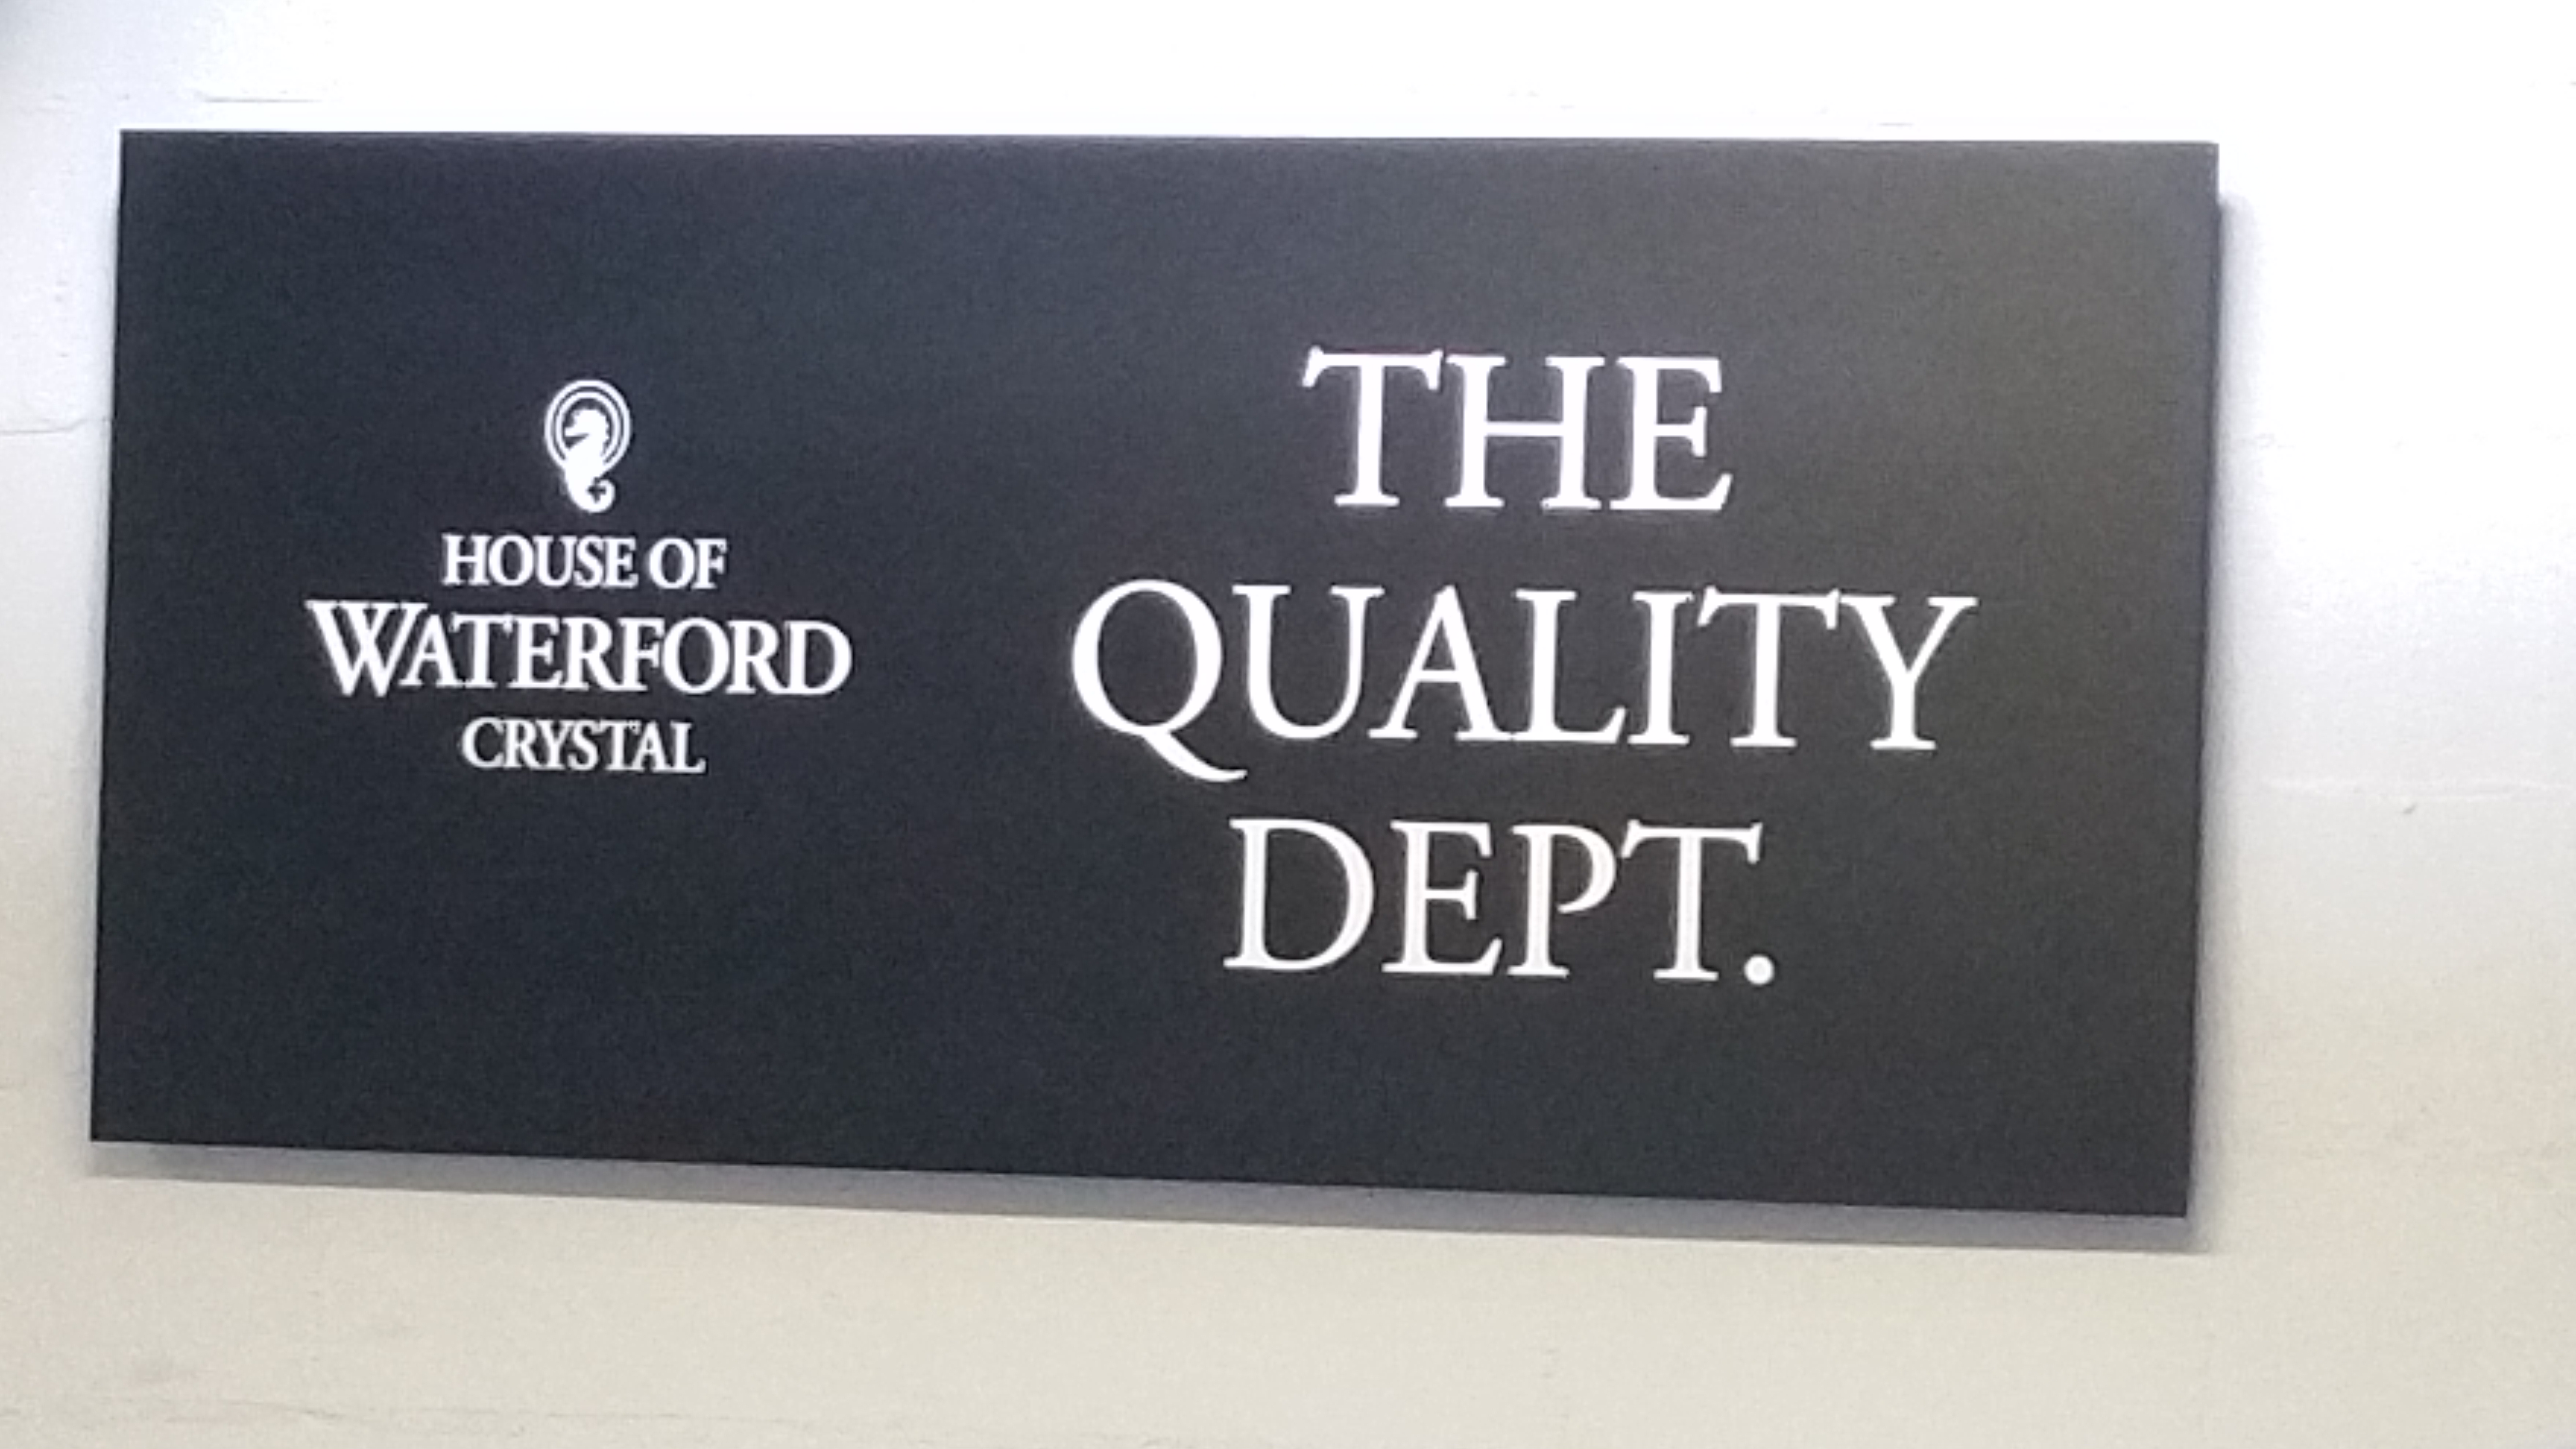 HOUSE OF
WATERFORD
CRYSTAL
THE
QUALITY
DEPT.